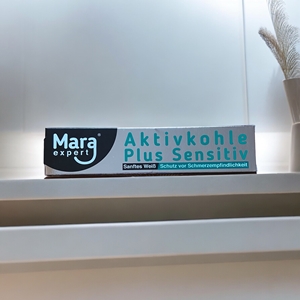 Mara®
expert
Aktivkohle
Plus Sensitiv
Sanftes Weiß Schutz vor Schmerzempfindlichkeit